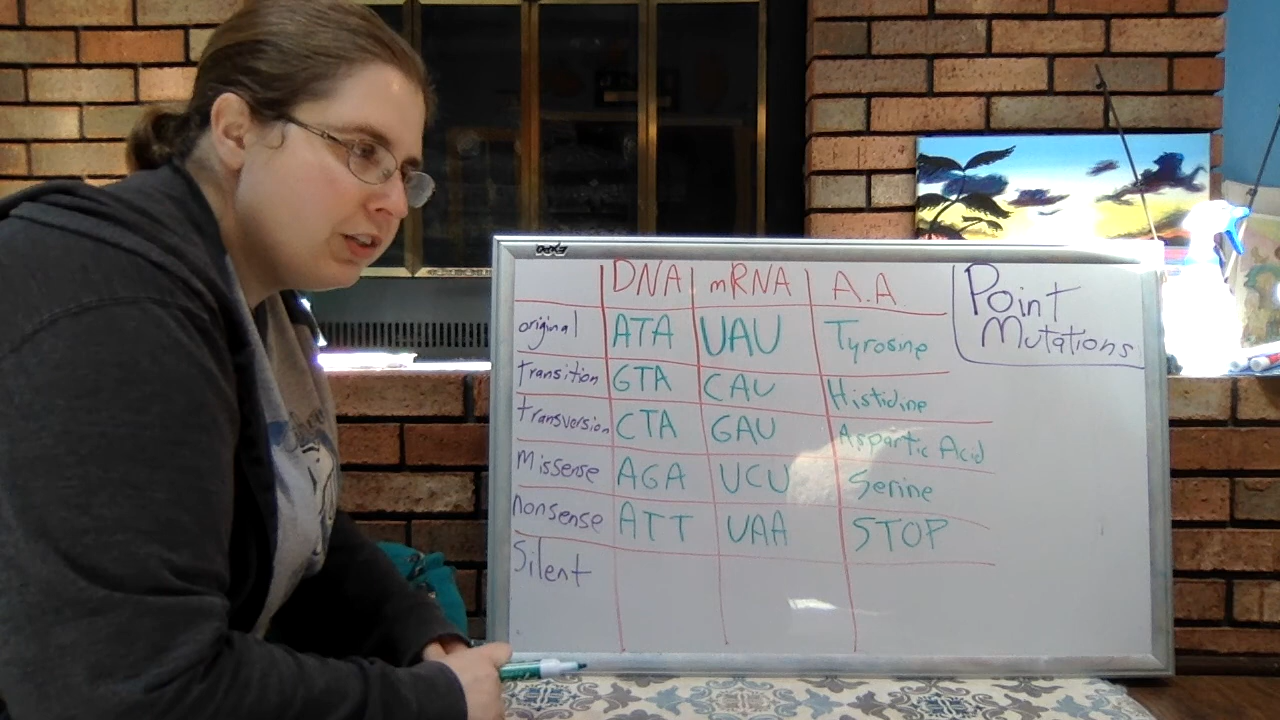 DNA mRNA A.A.
Point
Mutations
original ATA UAU Tyrosine
Transition GTA CAU Histidine
transversion CTA GAU Aspartic Acid
Missense AGA UCU Serine
nonsense ATT UAA STOP
Silent